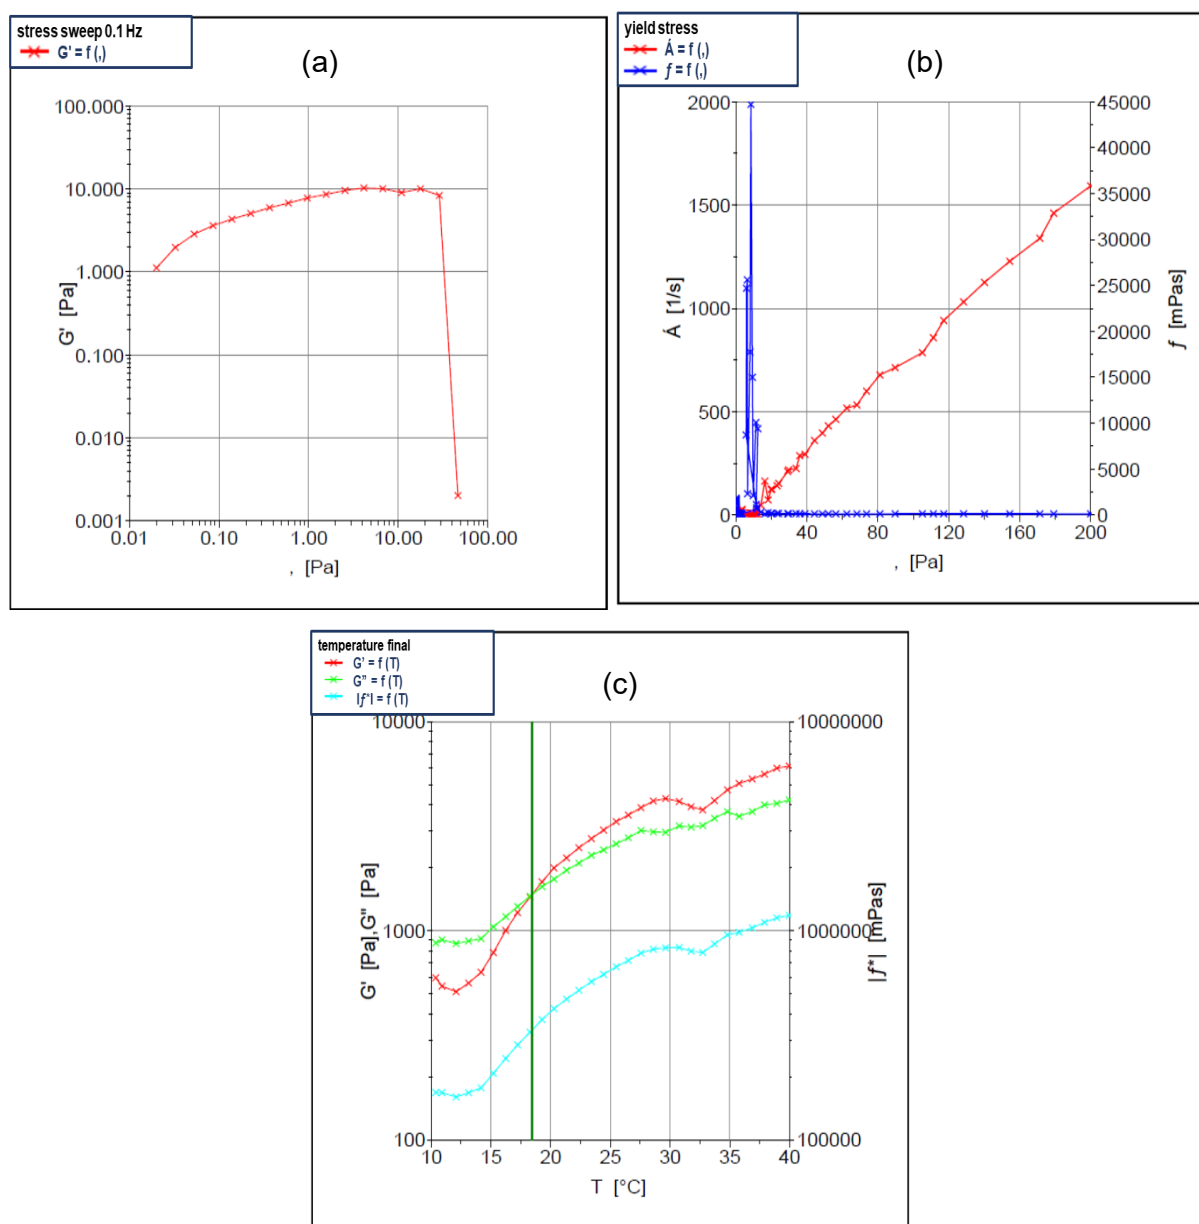 stress sweep 0.1 Hz
G' = f (,)
(a)
100.000
10.000
1.000
0.100
0.010
0.001
G' [Pa]
0.01 0.10 1.00 10.00 100.00
, [Pa]
yield stress
Á = f (,)
ƒ = f (,)
(b)
2000
1500
1000
500
0
Á [1/s]
45000
40000
35000
30000
25000
20000
15000
10000
5000
0
ƒ [mPas]
0 40 80 120 160 200
, [Pa]
temperature final
G' = f (T)
G'' = f (T)
|ƒ*| = f (T)
(c)
10000
1000
100
G' [Pa],G'' [Pa]
10000000
1000000
100000
|ƒ*| [mPas]
10 15 20 25 30 35 40
T [°C]